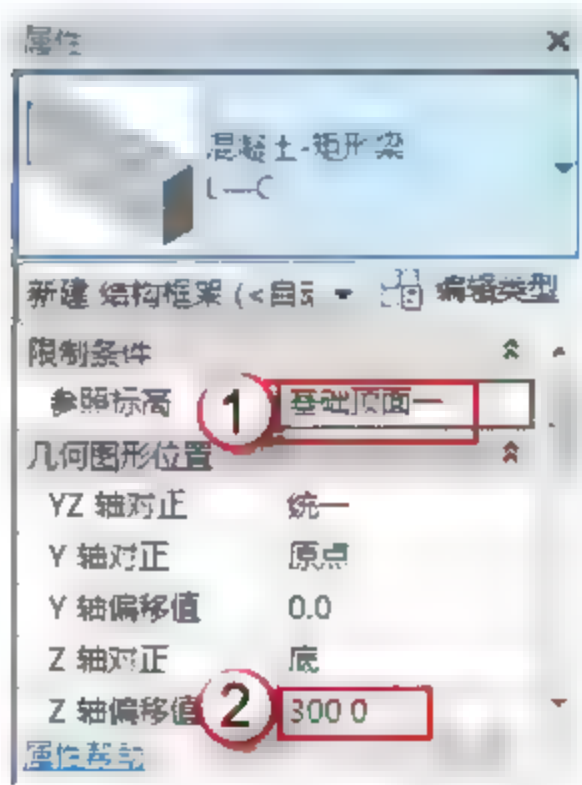 属性
混凝土-矩形梁
新建 结构框架 (<自动 编辑类型
限制条件
参照标高 1 基础顶面一
几何图形位置
YZ 轴对正 统一
Y 轴对正 原点
Y 轴偏移值 0.0
Z 轴对正 底
Z 轴偏移值 2 300 0
属性帮助